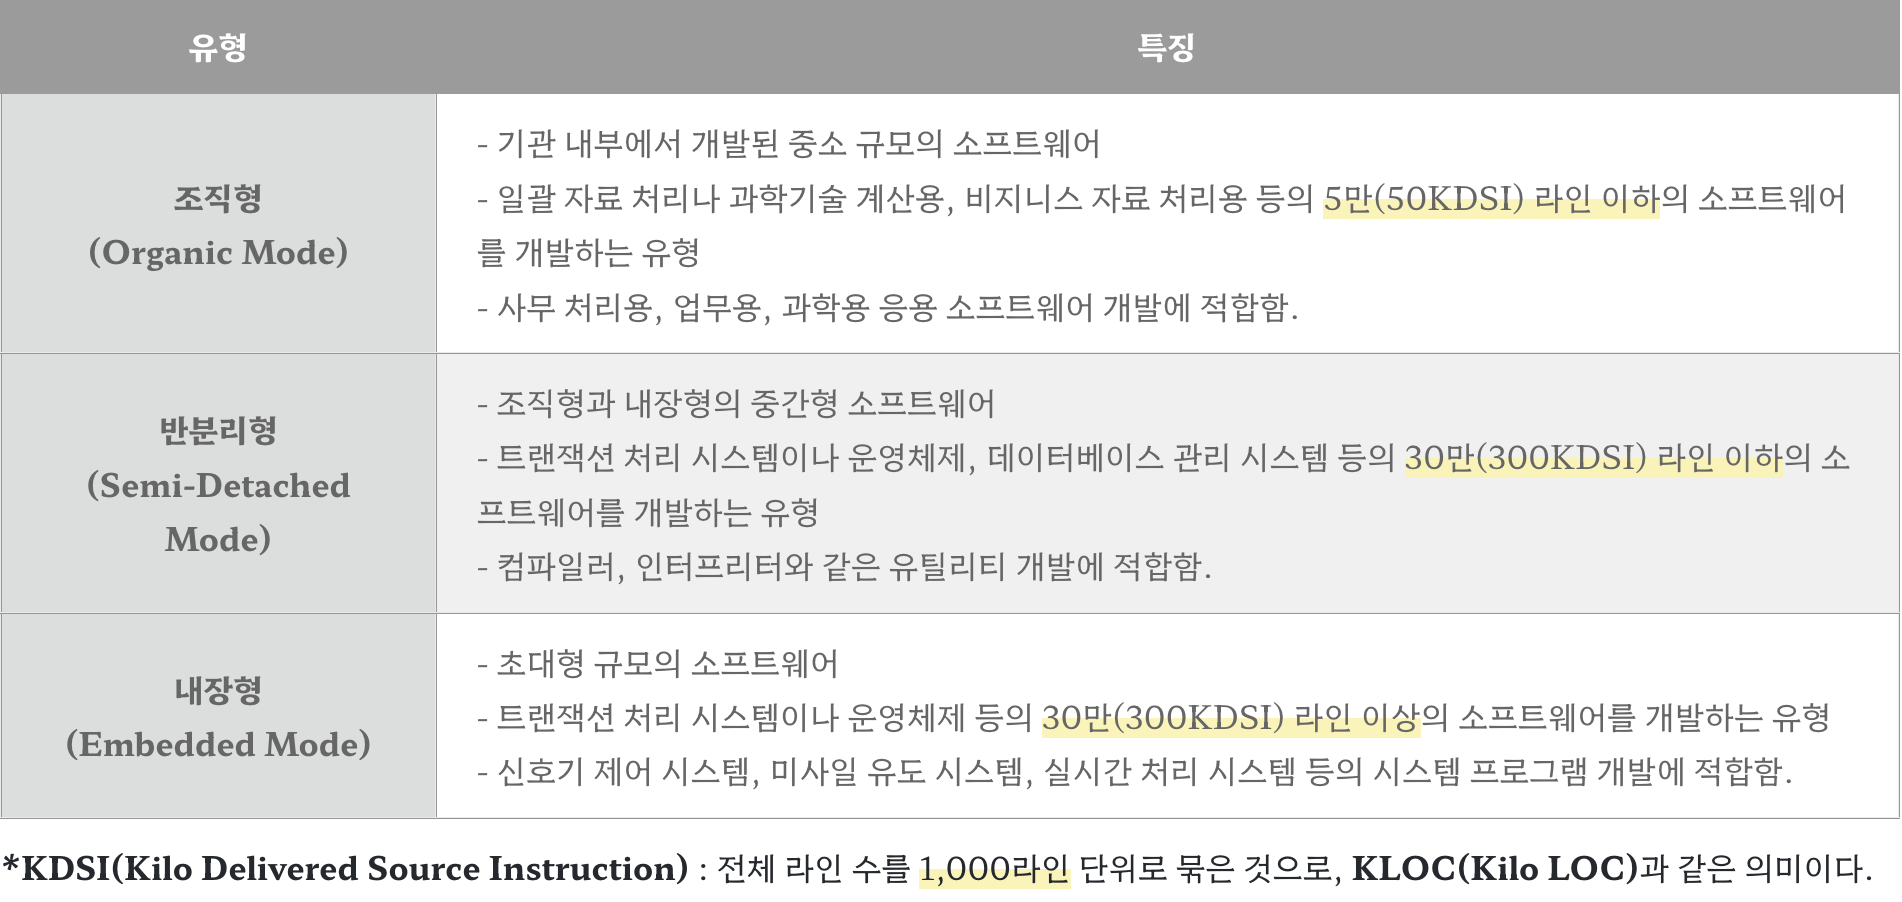 유형
특징
조직형
(Organic Mode)
- 기관 내부에서 개발된 중소 규모의 소프트웨어
- 일괄 자료 처리나 과학기술 계산용, 비지니스 자료 처리용 등의 5만(50KDSI) 라인 이하의 소프트웨어
를 개발하는 유형
- 사무 처리용, 업무용, 과학용 응용 소프트웨어 개발에 적합함.
반분리형
(Semi-Detached
Mode)
- 조직형과 내장형의 중간형 소프트웨어
- 트랜잭션 처리 시스템이나 운영체제, 데이터베이스 관리 시스템 등의 30만(300KDSI) 라인 이하의 소
프트웨어를 개발하는 유형
- 컴파일러, 인터프리터와 같은 유틸리티 개발에 적합함.
내장형
(Embedded Mode)
- 초대형 규모의 소프트웨어
- 트랜잭션 처리 시스템이나 운영체제 등의 30만(300KDSI) 라인 이상의 소프트웨어를 개발하는 유형
- 신호기 제어 시스템, 미사일 유도 시스템, 실시간 처리 시스템 등의 시스템 프로그램 개발에 적합함.
*KDSI(Kilo Delivered Source Instruction) : 전체 라인 수를 1,000라인 단위로 묶은 것으로, KLOC(Kilo LOC)과 같은 의미이다.